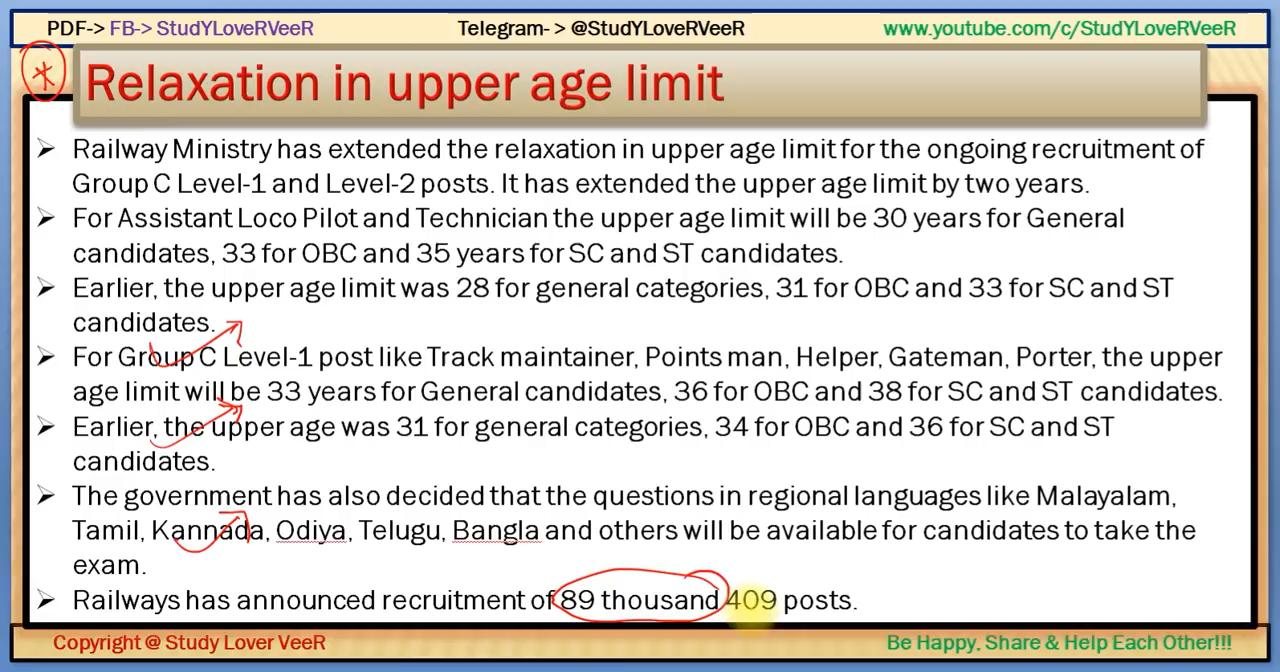 PDF-> FB-> StudYLoveRVeeR Telegram- > @StudYLoveRVeeR www.youtube.com/c/StudYLoveRVeeR
Relaxation in upper age limit
➢ Railway Ministry has extended the relaxation in upper age limit for the ongoing recruitment of
Group C Level-1 and Level-2 posts. It has extended the upper age limit by two years.
➢ For Assistant Loco Pilot and Technician the upper age limit will be 30 years for General
candidates, 33 for OBC and 35 years for SC and ST candidates.
➢ Earlier, the upper age limit was 28 for general categories, 31 for OBC and 33 for SC and ST
candidates.
➢ For Group C Level-1 post like Track maintainer, Points man, Helper, Gateman, Porter, the upper
age limit will be 33 years for General candidates, 36 for OBC and 38 for SC and ST candidates.
➢ Earlier, the upper age was 31 for general categories, 34 for OBC and 36 for SC and ST
candidates.
➢ The government has also decided that the questions in regional languages like Malayalam,
Tamil, Kannada, Odiya, Telugu, Bangla and others will be available for candidates to take the
exam.
➢ Railways has announced recruitment of 89 thousand 409 posts.
Copyright @ Study Lover VeeR Be Happy, Share & Help Each Other!!!